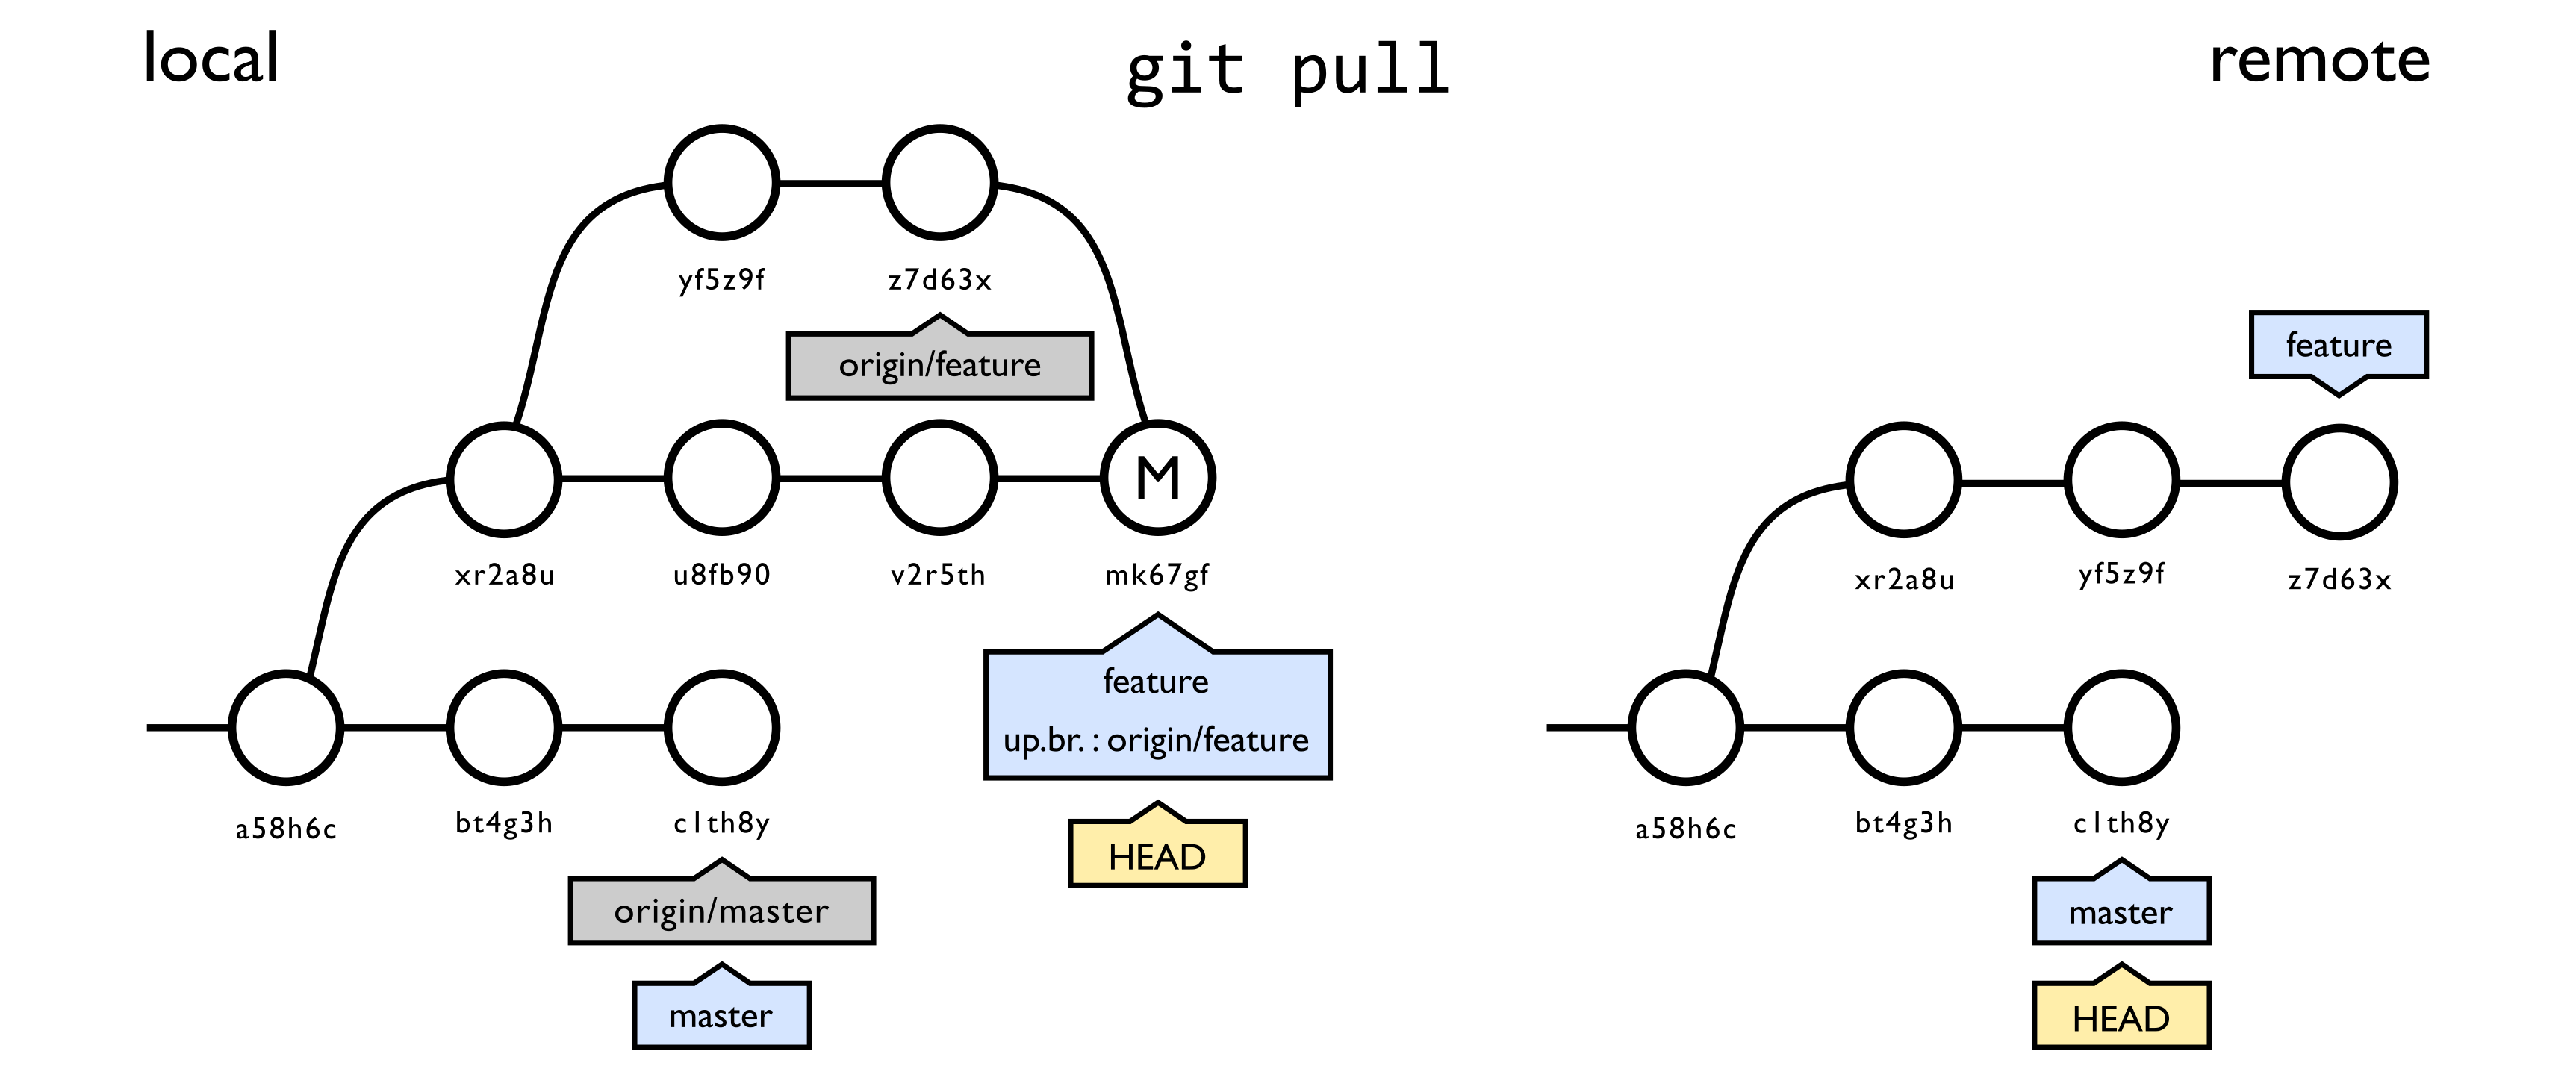 local
git pull
remote
yf5z9f
z7d63x
origin/feature
feature
M
xr2a8u
u8fb90
v2r5th
mk67gf
xr2a8u
yf5z9f
z7d63x
feature
up.br. : origin/feature
a58h6c
bt4g3h
c1th8y
HEAD
a58h6c
bt4g3h
c1th8y
origin/master
master
master
HEAD